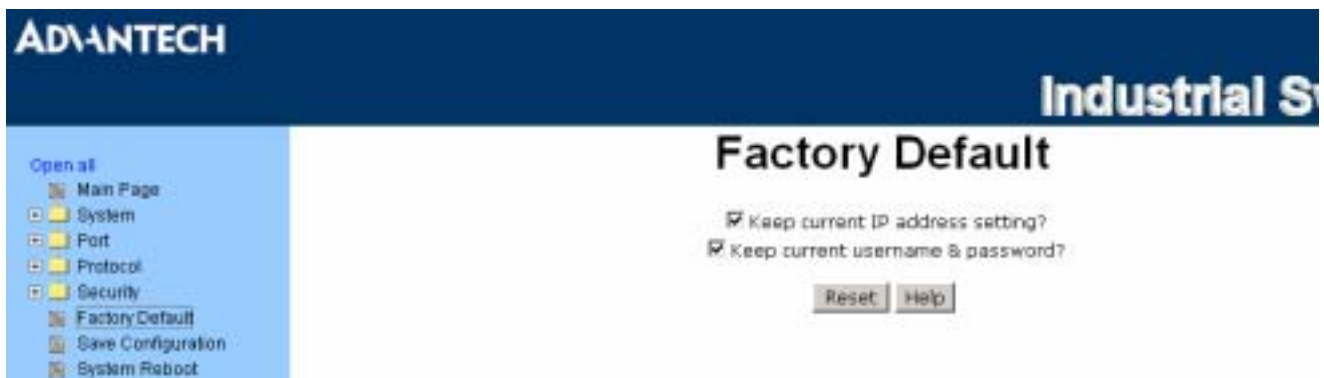 ADVANTECH
Industrial
Open all
Main Page
System
Port
Protocol
Security
Factory Default
Save Configuration
System Reboot
Factory Default
Keep current IP address setting?
Keep current username & password?
Reset Help